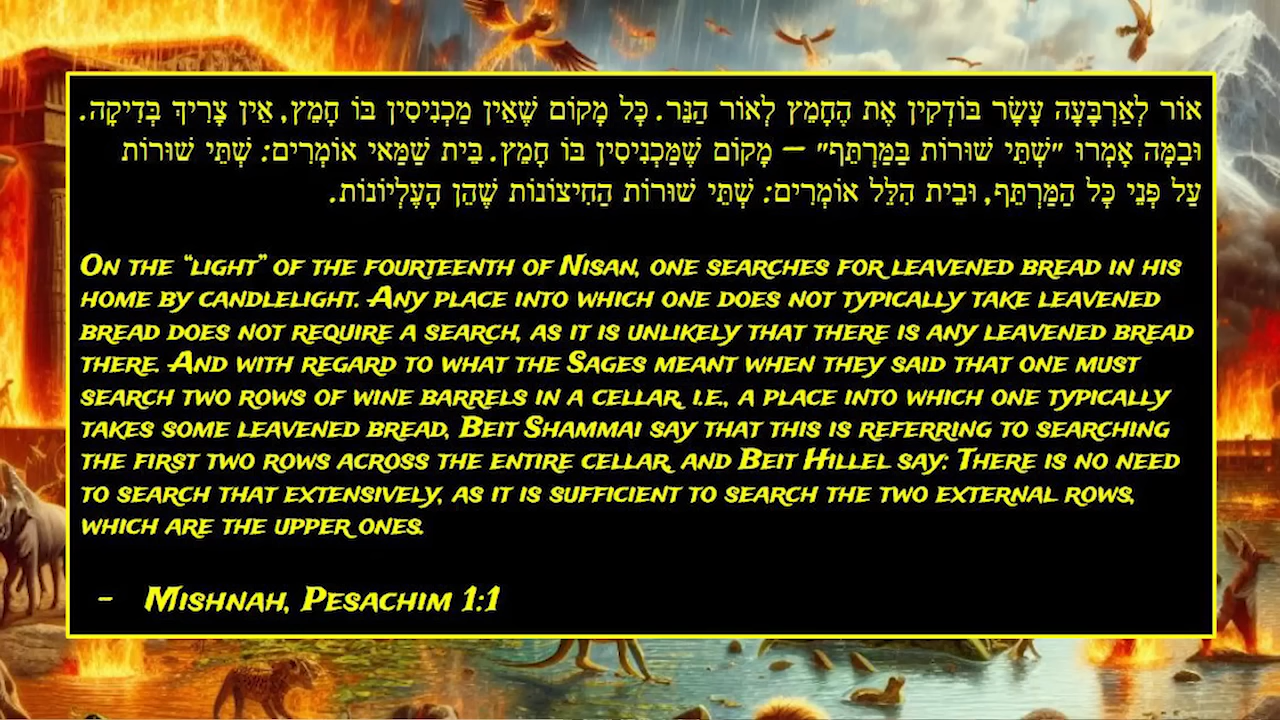 אוֹר לְאַרְבָּעָה עָשָׂר בּוֹדְקִין אֶת הֶחָמֵץ לְאוֹר הַנֵּר. כָּל מָקוֹם שֶׁאֵין מַכְנִיסִין בּוֹ חָמֵץ, אֵין צָרִיךְ בְּדִיקָה.
וּבַמָּה אָמְרוּ ״שְׁתֵּי שׁוּרוֹת בַּמַּרְתֵּף״ – מָקוֹם שֶׁמַּכְנִיסִין בּוֹ חָמֵץ. בֵּית שַׁמַּאי אוֹמְרִים: שְׁתֵּי שׁוּרוֹת
עַל פְּנֵי כָּל הַמַּרְתֵּף, וּבֵית הִלֵּל אוֹמְרִים: שְׁתֵּי שׁוּרוֹת הַחִיצוֹנוֹת שֶׁהֵן הָעֶלְיוֹנוֹת.
On the “light” of the fourteenth of Nisan, one searches for leavened bread in his
home by candlelight. Any place into which one does not typically take leavened
bread does not require a search, as it is unlikely that there is any leavened bread
there. And with regard to what the Sages meant when they said that one must
search two rows of wine barrels in a cellar, i.e., a place into which one typically
takes some leavened bread, Beit Shammai say that this is referring to searching
the first two rows across the entire cellar, and Beit Hillel say: There is no need
to search that extensively, as it is sufficient to search the two external rows,
which are the upper ones.
- Mishnah, Pesachim 1:1